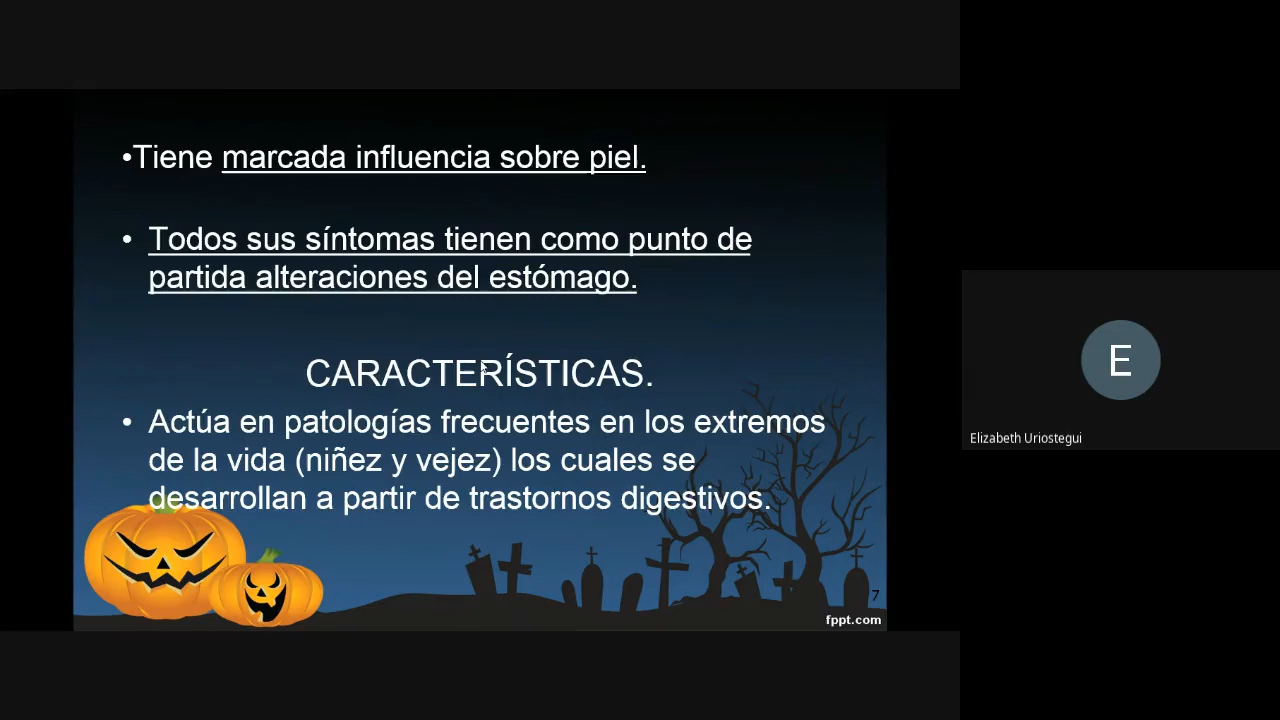 •Tiene marcada influencia sobre piel.
• Todos sus síntomas tienen como punto de
partida alteraciones del estómago.
CARACTERÍSTICAS.
• Actúa en patologías frecuentes en los extremos
de la vida (niñez y vejez) los cuales se
desarrollan a partir de trastornos digestivos.
7
fppt.com
E
Elizabeth Uriostegui